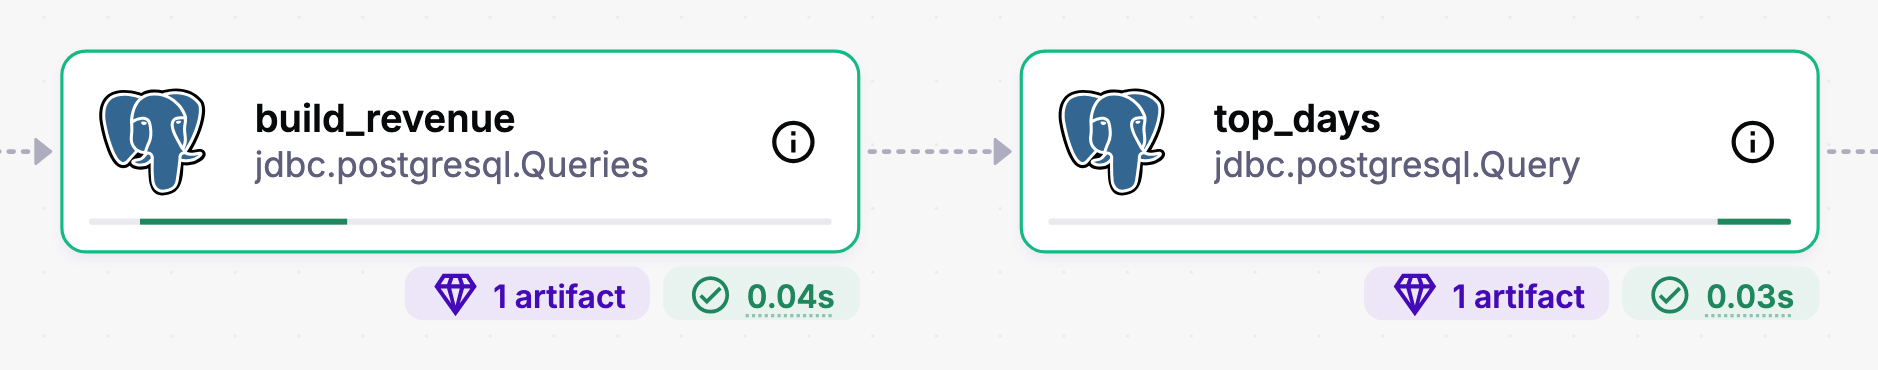 build_revenue
jdbc.postgresql.Queries
1 artifact
0.04s
top_days
jdbc.postgresql.Query
1 artifact
0.03s